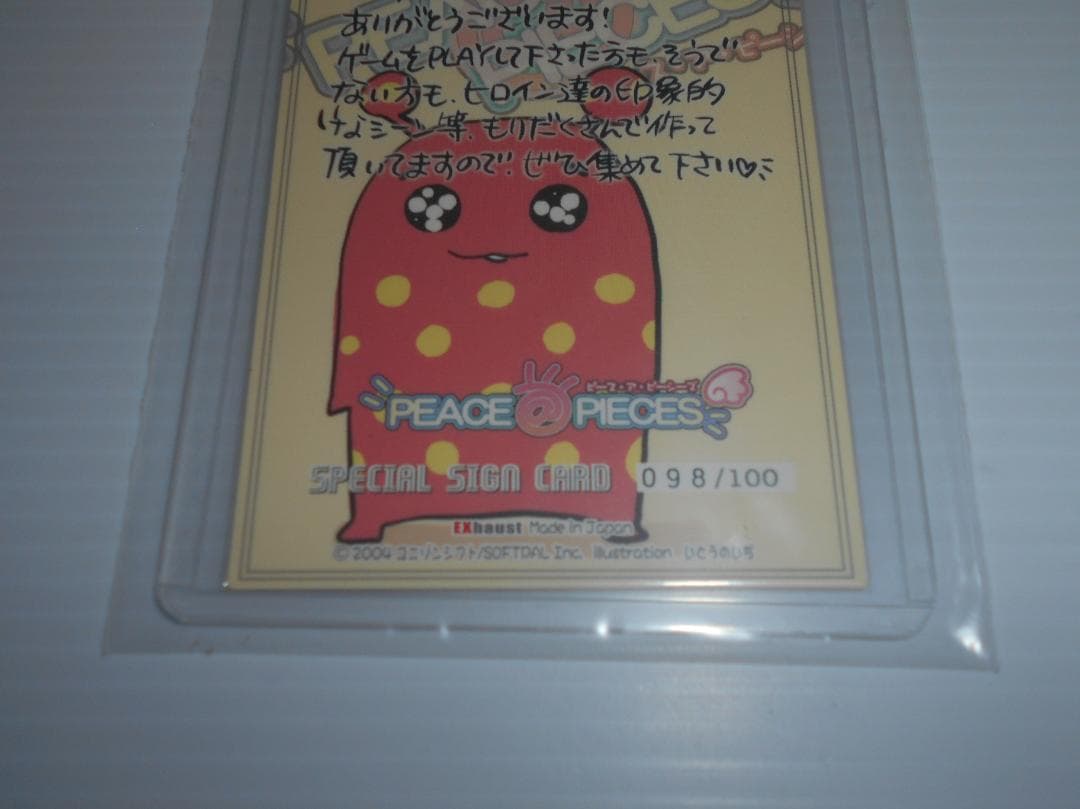 ありがとうございます!
ゲームをPLAYして下さった方も、そうで
ない方も、ヒロイン達の印象的
なシーン等、もりだくさんで作って
頂いてますので、ぜひ集めて下さい♡
ピース・ア・ピーシーズ
PEACE@PIECES
SPECIAL SIGN CARD 098/100
EXhaust Made in Japan
© 2004 ユニゾンシフト/SOFTPAL Inc. Illustration いとうのいぢ